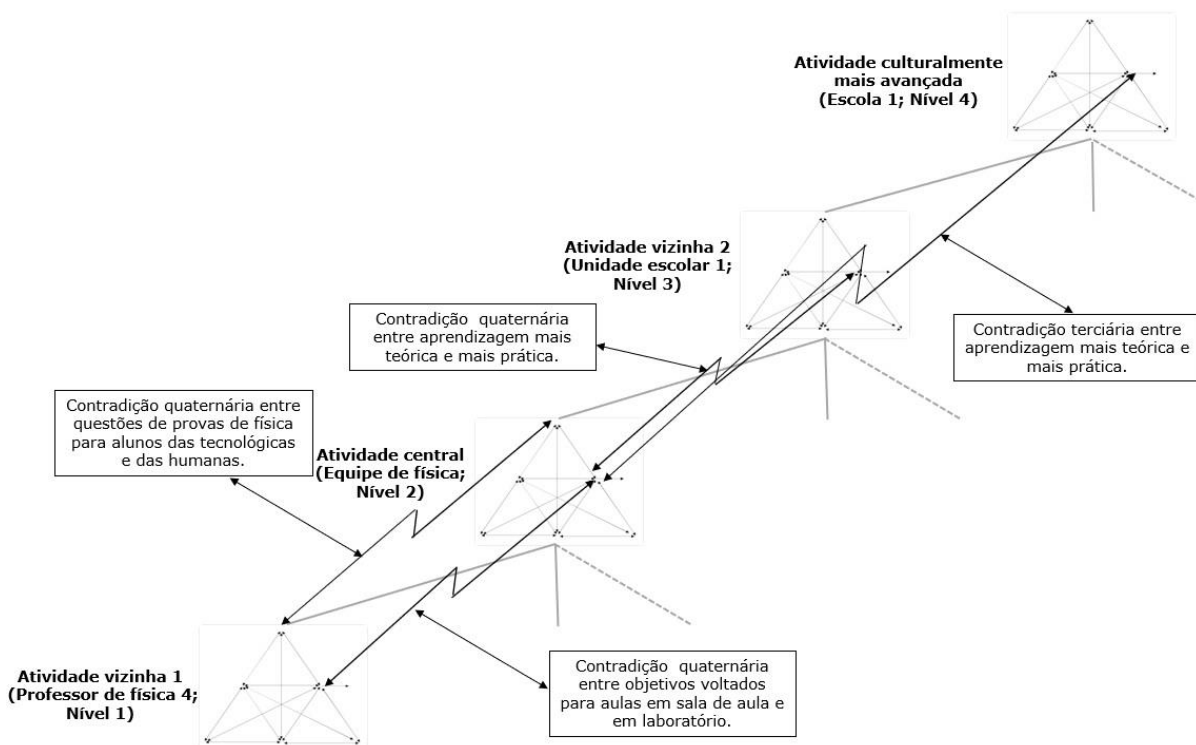 Atividade culturalmente
mais avançada
(Escola 1; Nível 4)
Atividade vizinha 2
(Unidade escolar 1;
Nível 3)
Contradição quaternária
entre aprendizagem mais
teórica e mais prática.
Contradição terciária entre
aprendizagem mais teórica e
mais prática.
Contradição quaternária entre
questões de provas de física
para alunos das tecnológicas
e das humanas.
Atividade central
(Equipe de física;
Nível 2)
Atividade vizinha 1
(Professor de física 4;
Nível 1)
Contradição quaternária
entre objetivos voltados
para aulas em sala de aula e
em laboratório.